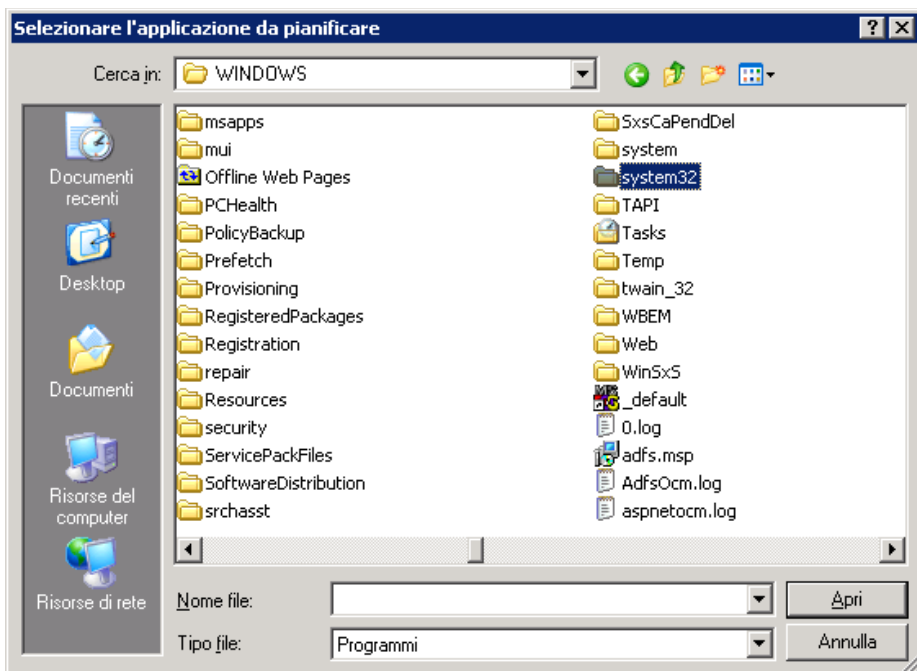 Selezionare l'applicazione da pianificare
Cerca in:
WINDOWS
Documenti
recenti
Desktop
Documenti
Risorse del
computer
Risorse di rete
msapps
mui
Offline Web Pages
PCHealth
PolicyBackup
Prefetch
Provisioning
RegisteredPackages
Registration
repair
Resources
security
ServicePackFiles
SoftwareDistribution
srchasst
SxsCaPendDel
system
system32
TAPI
Tasks
Temp
twain_32
WBEM
Web
WinSxS
_default
0.log
adfs.msp
AdfsOcm.log
aspnetocm.log
Nome file:
Apri
Tipo file:
Programmi
Annulla